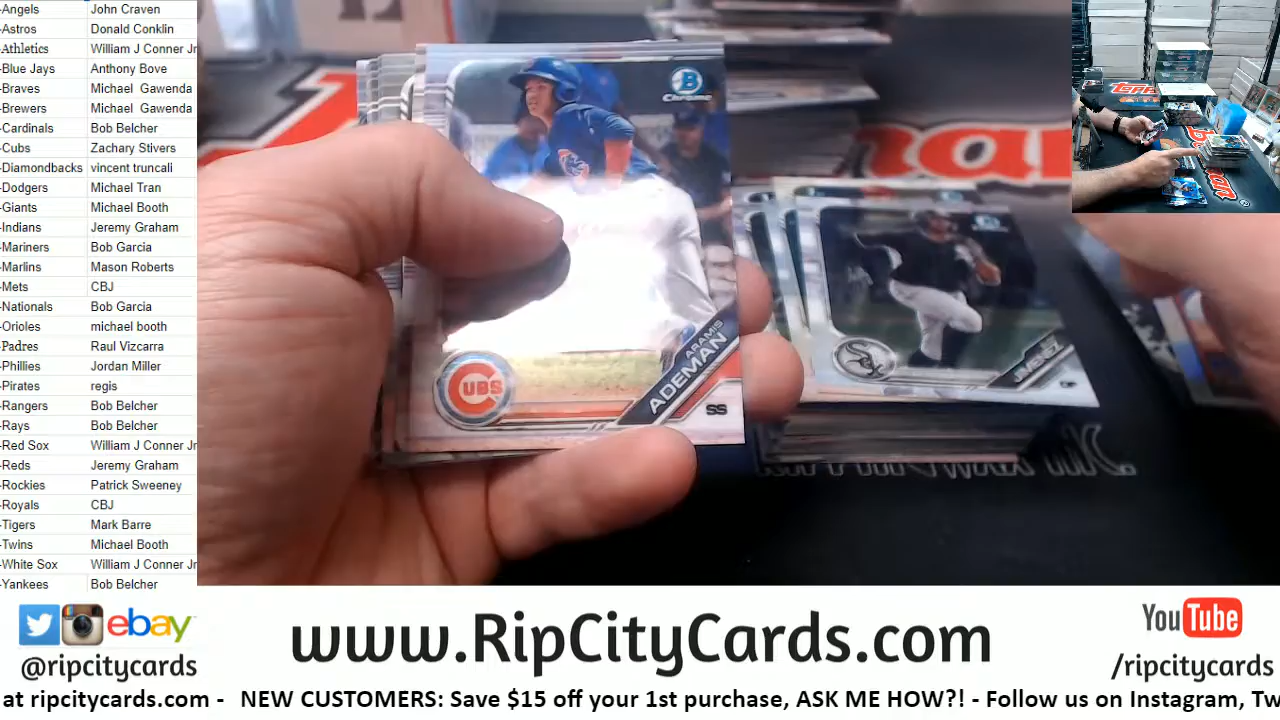 -Angels John Craven
-Astros Donald Conklin
-Athletics William J Conner Jr
-Blue Jays Anthony Bove
-Braves Michael Gawenda
-Brewers Michael Gawenda
-Cardinals Bob Belcher
-Cubs Zachary Stivers
-Diamondbacks vincent truncali
-Dodgers Michael Tran
-Giants Michael Booth
-Indians Jeremy Graham
-Mariners Bob Garcia
-Marlins Mason Roberts
-Mets CBJ
-Nationals Bob Garcia
-Orioles michael booth
-Padres Raul Vizcarra
-Phillies Jordan Miller
-Pirates regis
-Rangers Bob Belcher
-Rays Bob Belcher
-Red Sox William J Conner Jr
-Reds Jeremy Graham
-Rockies Patrick Sweeney
-Royals CBJ
-Tigers Mark Barre
-Twins Michael Booth
-White Sox William J Conner Jr
-Yankees Bob Belcher
B
Chrome
CUBS
ARAMIS
ADEMAN
SS
Sox
JIMENEZ
TOPPS
ebay
@ripcitycards
www.RipCityCards.com
YouTube
/ripcitycards
at ripcitycards.com - NEW CUSTOMERS: Save $15 off your 1st purchase, ASK ME HOW?! - Follow us on Instagram, Tw